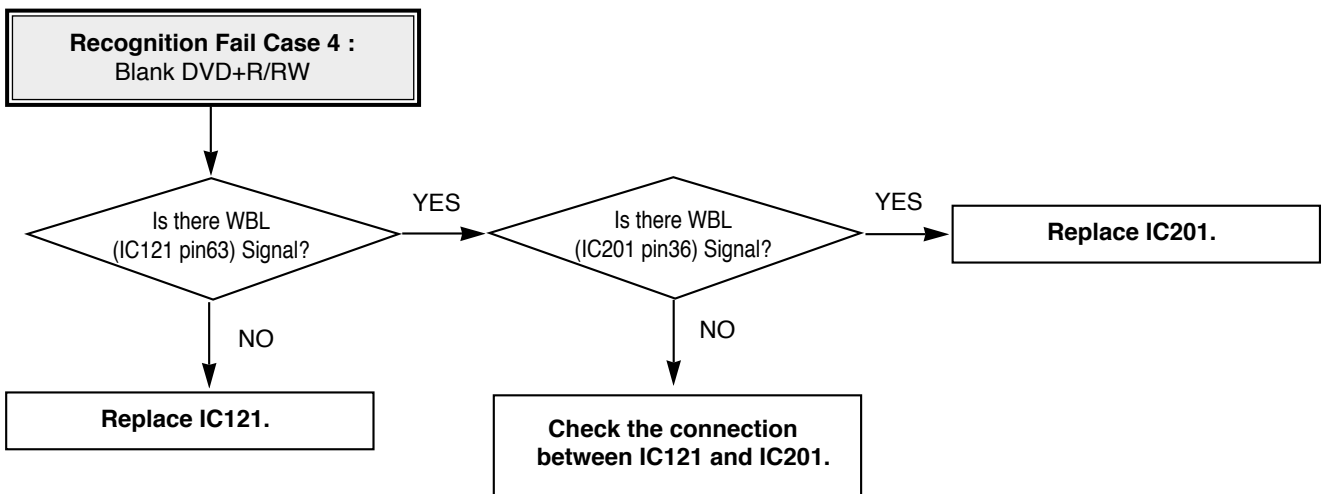 Recognition Fail Case 4 :
Blank DVD+R/RW
Is there WBL
(IC121 pin63) Signal?
YES
Is there WBL
(IC201 pin36) Signal?
YES
Replace IC201.
NO
NO
Replace IC121.
Check the connection
between IC121 and IC201.